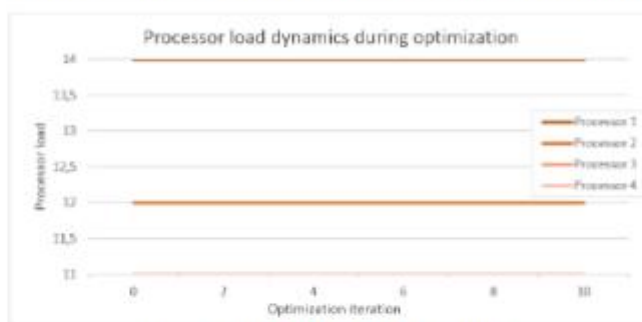 Processor load dynamics during optimization
14
13,5
13
12,5
12
11,5
11
Processor load
0 2 4 6 8 10
Optimization iteration
Processor 1
Processor 2
Processor 3
Processor 4